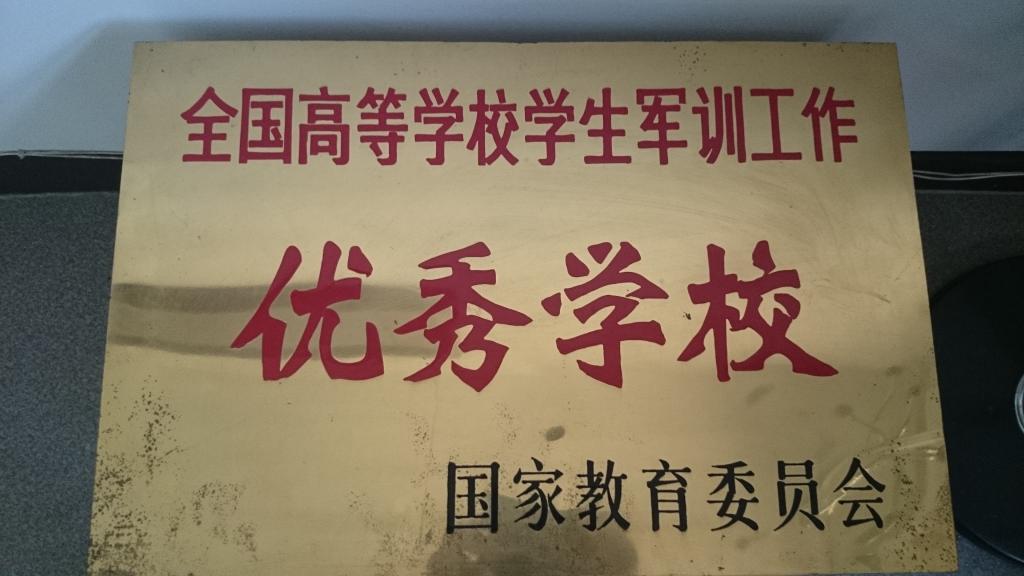 全国高等学校学生军训工作
优秀学校
国家教育委员会